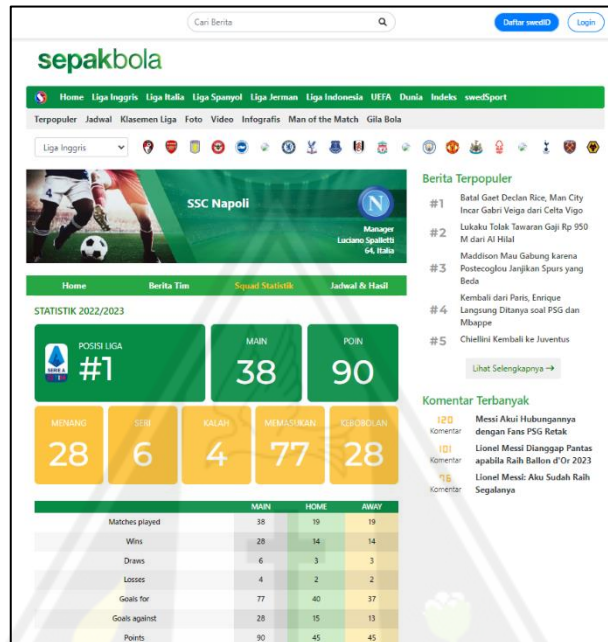 Cari Berita
Daftar swedID
Login
sepakbola
Home Liga Inggris Liga Italia Liga Spanyol Liga Jerman Liga Indonesia UEFA Dunia Indeks swedSport
Terpopuler Jadwal Klasemen Liga Foto Video Infografis Man of the Match Gila Bola
Liga Inggris
SSC Napoli
N
Manager
Luciano Spalletti
64, Italia
Home Berita Tim Squad Statistik Jadwal & Hasil
STATISTIK 2022/2023
SERIE A
POSISI LIGA
#1
MAIN
38
POIN
90
MENANG
28
SERI
6
KALAH
4
MEMASUKAN
77
KEBOBOLAN
28
MAIN HOME AWAY
Matches played 38 19 19
Wins 28 14 14
Draws 6 3 3
Losses 4 2 2
Goals for 77 40 37
Goals against 28 15 13
Points 90 45 45
Berita Terpopuler
#1 Batal Gaet Declan Rice, Man City
Incar Gabri Veiga dari Celta Vigo
#2 Lukaku Tolak Tawaran Gaji Rp 950
M dari Al Hilal
#3 Maddison Mau Gabung karena
Postecoglou Janjikan Spurs yang
Beda
#4 Kembali dari Paris, Enrique
Langsung Ditanya soal PSG dan
Mbappe
#5 Chiellini Kembali ke Juventus
Lihat Selengkapnya →
Komentar Terbanyak
120 Komentar
Messi Akui Hubungannya
dengan Fans PSG Retak
101 Komentar
Lionel Messi Dianggap Pantas
apabila Raih Ballon d'Or 2023
76 Komentar
Lionel Messi: Aku Sudah Raih
Segalanya